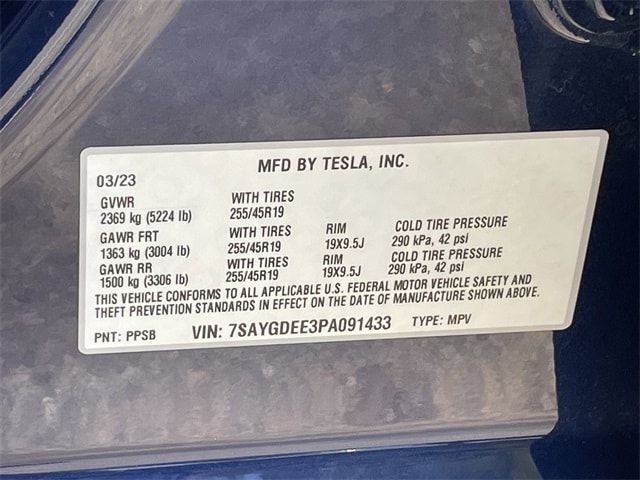 MFD BY TESLA, INC.
03/23
GVWR WITH TIRES
2369 kg (5224 lb) 255/45R19
GAWR FRT WITH TIRES RIM COLD TIRE PRESSURE
1363 kg (3004 lb) 255/45R19 19X9.5J 290 kPa, 42 psi
GAWR RR WITH TIRES RIM COLD TIRE PRESSURE
1500 kg (3306 lb) 255/45R19 19X9.5J 290 kPa, 42 psi
THIS VEHICLE CONFORMS TO ALL APPLICABLE U.S. FEDERAL MOTOR VEHICLE SAFETY AND
THEFT PREVENTION STANDARDS IN EFFECT ON THE DATE OF MANUFACTURE SHOWN ABOVE.
PNT: PPSB VIN: 7SAYGDEE3PA091433 TYPE: MPV